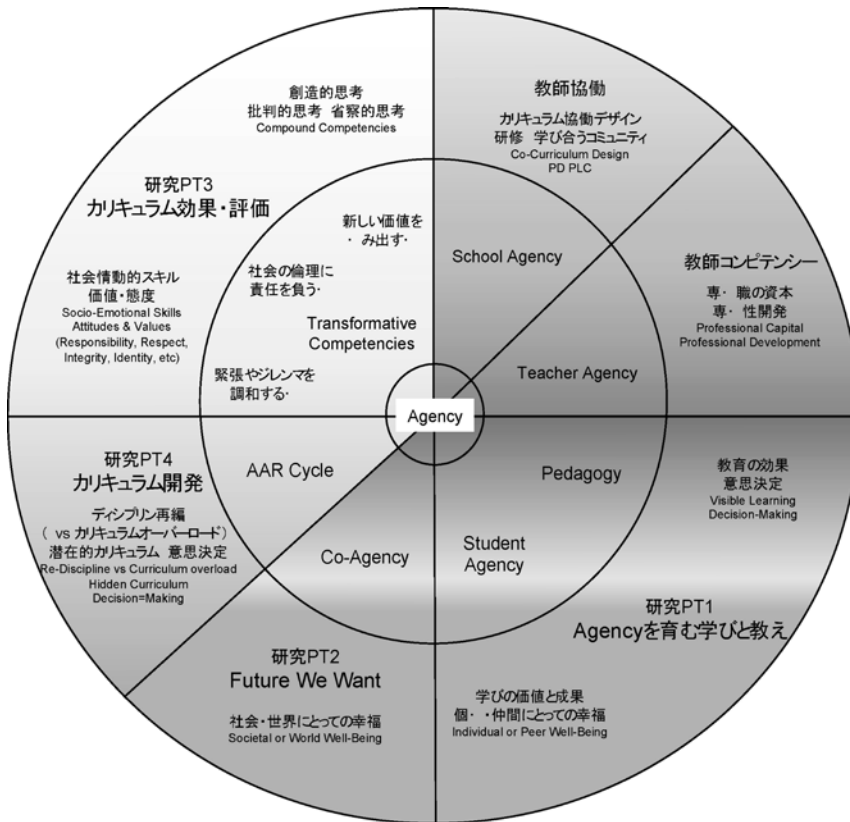 創造的思考
批判的思考 省察的思考
Compound Competencies
研究PT3
カリキュラム効果・評価
社会情動的スキル
価値・態度
Socio-Emotional Skills
Attitudes & Values
(Responsibility, Respect,
Integrity, Identity, etc)
新しい価値を
・ み出す・
社会の倫理に
責任を負う・
Transformative
Competencies
緊張やジレンマを
調和する・
教師協働
カリキュラム協働デザイン
研修 学び合うコミュニティ
Co-Curriculum Design
PD PLC
School Agency
教師コンピテンシー
専・ 職の資本
専・ 性開発
Professional Capital
Professional Development
Teacher Agency
Agency
研究PT4
カリキュラム開発
ディシプリン再編
( vs カリキュラムオーバーロード)
潜在的カリキュラム 意思決定
Re-Discipline vs Curriculum overload
Hidden Curriculum
Decision=Making
AAR Cycle
Co-Agency
研究PT2
Future We Want
社会・世界にとっての幸福
Societal or World Well-Being
Pedagogy
Student
Agency
教育の効果
意思決定
Visible Learning
Decision-Making
研究PT1
Agencyを育む学びと教え
学びの価値と成果
個・ ・仲間にとっての幸福
Individual or Peer Well-Being